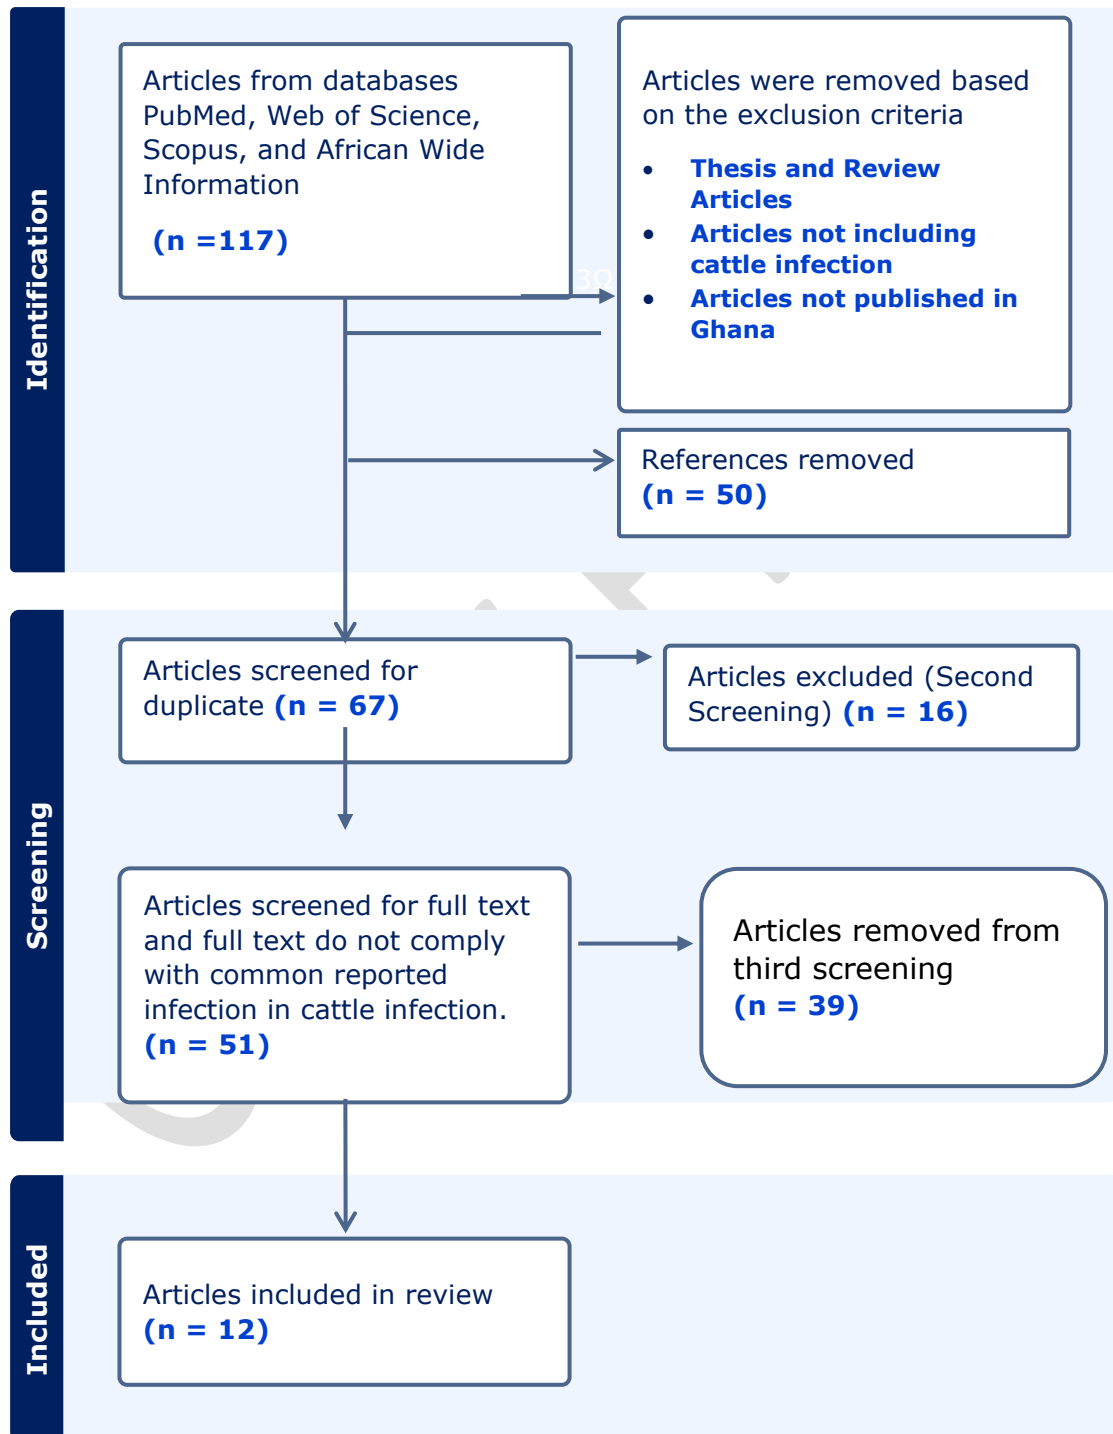 Identification
Articles from databases
PubMed, Web of Science,
Scopus, and African Wide
Information
(n =117)
Articles were removed based
on the exclusion criteria
• Thesis and Review
Articles
• Articles not including
cattle infection
• Articles not published in
Ghana
3Ω
References removed
(n = 50)
Screening
Articles screened for
duplicate (n = 67)
Articles excluded (Second
Screening) (n = 16)
Articles screened for full text
and full text do not comply
with common reported
infection in cattle infection.
(n = 51)
Articles removed from
third screening
(n = 39)
Included
Articles included in review
(n = 12)